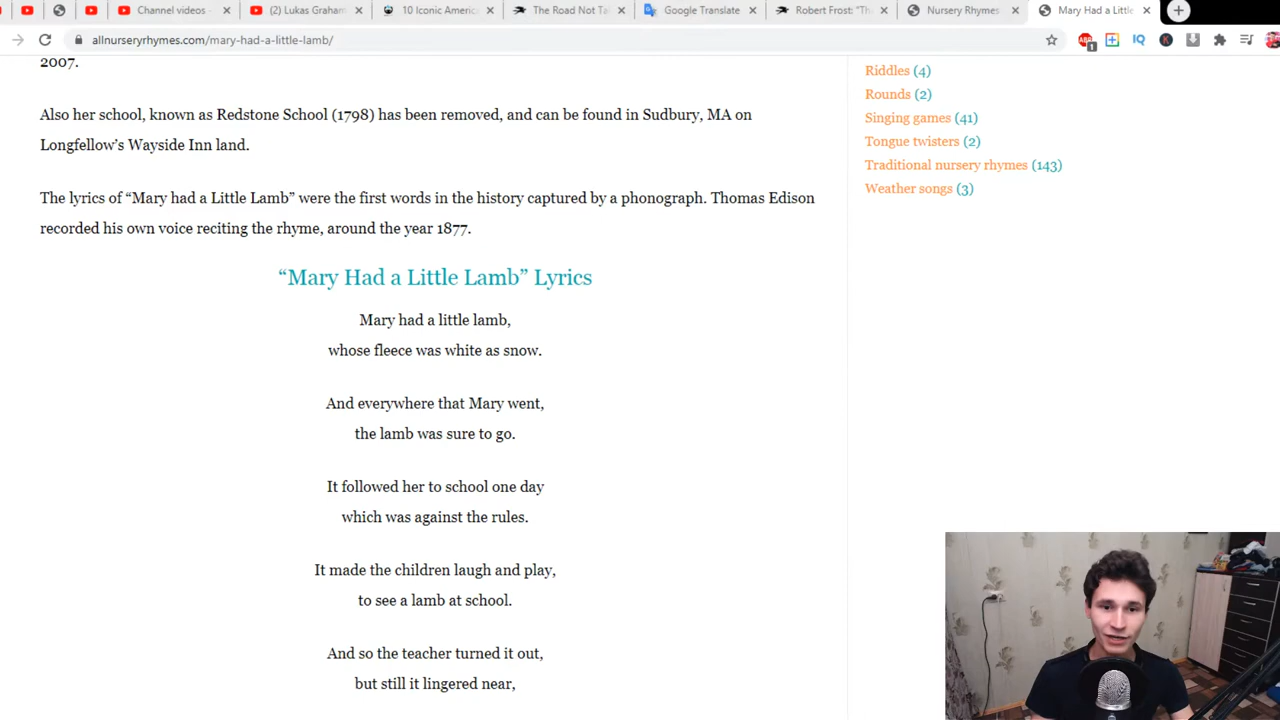 Channel videos -
(2) Lukas Graham
10 Iconic Americ
The Road Not Ta
Google Translate
Robert Frost: "Th
Nursery Rhymes
Mary Had a Little
allnurseryrhymes.com/mary-had-a-little-lamb/
2007.
Also her school, known as Redstone School (1798) has been removed, and can be found in Sudbury, MA on
Longfellow's Wayside Inn land.
The lyrics of “Mary had a Little Lamb” were the first words in the history captured by a phonograph. Thomas Edison
recorded his own voice reciting the rhyme, around the year 1877.
“Mary Had a Little Lamb” Lyrics
Mary had a little lamb,
whose fleece was white as snow.
And everywhere that Mary went,
the lamb was sure to go.
It followed her to school one day
which was against the rules.
It made the children laugh and play,
to see a lamb at school.
And so the teacher turned it out,
but still it lingered near,
Riddles (4)
Rounds (2)
Singing games (41)
Tongue twisters (2)
Traditional nursery rhymes (143)
Weather songs (3)
ABP
1
IQ
K